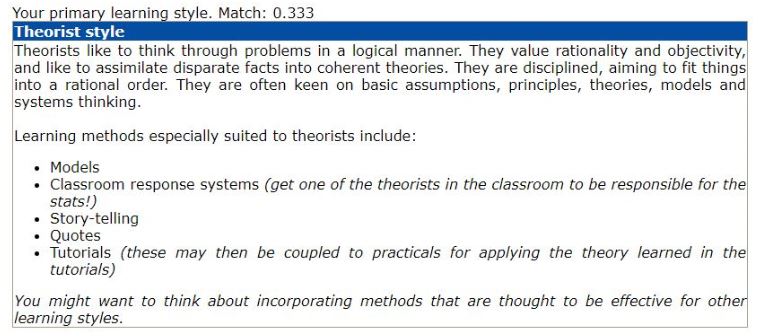 Your primary learning style. Match: 0.333
Theorist style
Theorists like to think through problems in a logical manner. They value rationality and objectivity,
and like to assimilate disparate facts into coherent theories. They are disciplined, aiming to fit things
into a rational order. They are often keen on basic assumptions, principles, theories, models and
systems thinking.
Learning methods especially suited to theorists include:
• Models
• Classroom response systems (get one of the theorists in the classroom to be responsible for the
stats!)
• Story-telling
• Quotes
• Tutorials (these may then be coupled to practicals for applying the theory learned in the
tutorials)
You might want to think about incorporating methods that are thought to be effective for other
learning styles.